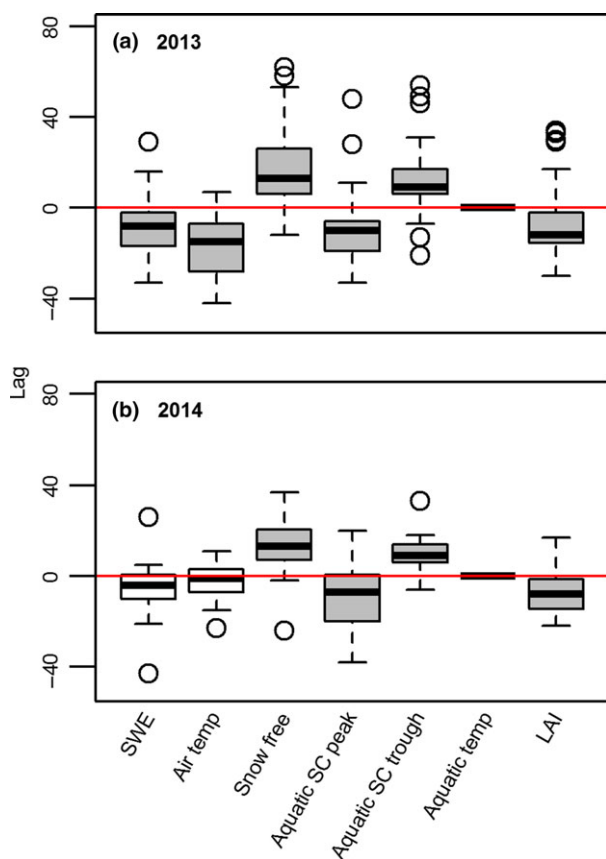 (a) 2013
80
40
0
−40
Lag
(b) 2014
80
40
0
−40
SWE
Air temp
Snow free
Aquatic SC peak
Aquatic SC trough
Aquatic temp
LAI